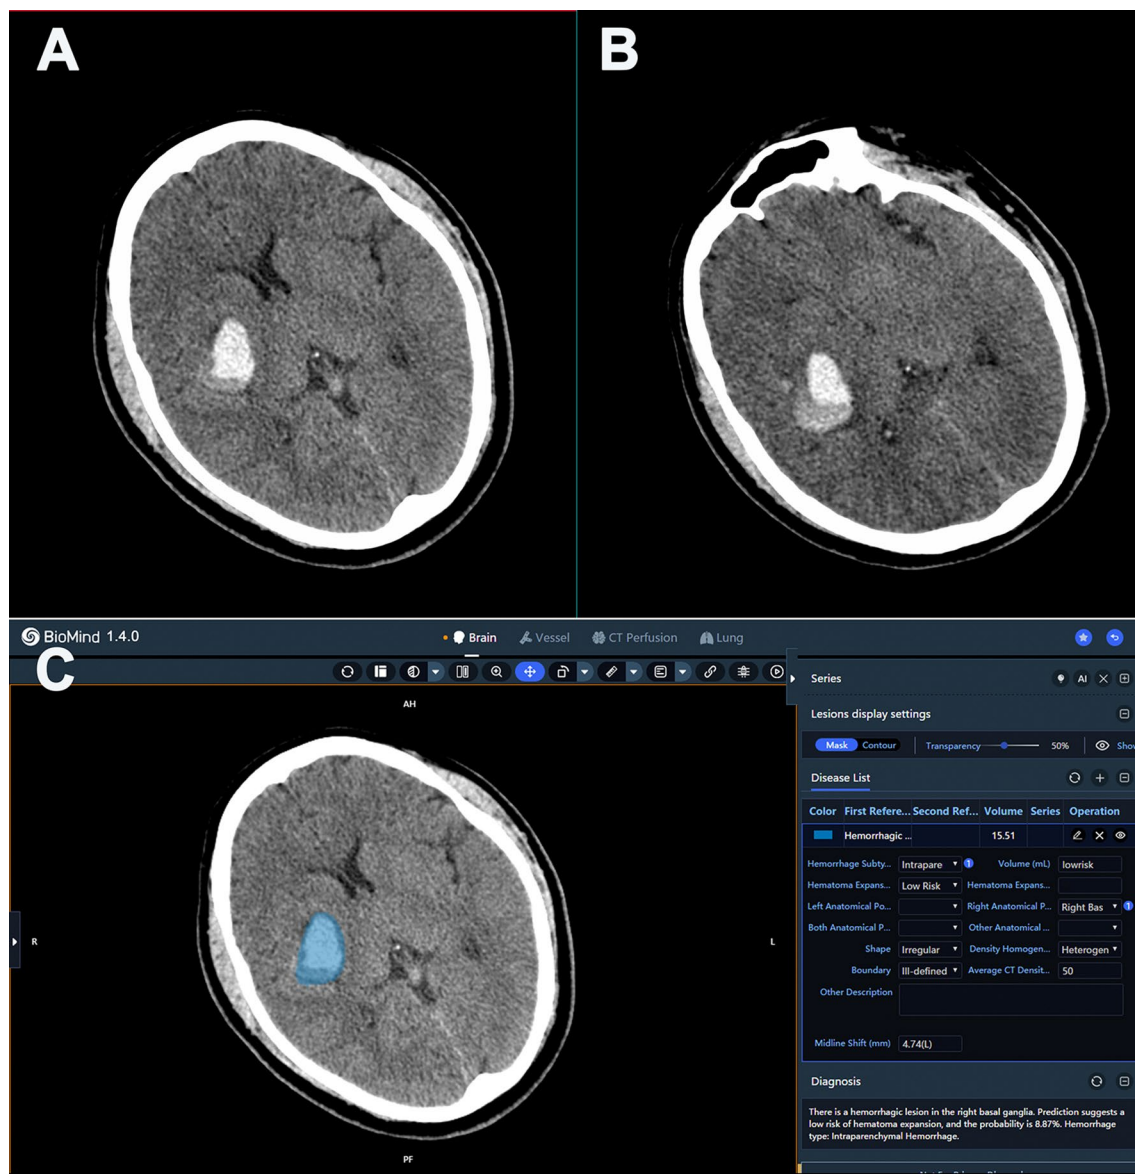 A
B
BioMind 1.4.0
Brain Vessel CT Perfusion Lung
C
AH
R
L
PF
Series
AI
Lesions display settings
Mask Contour Transparency 50% Show
Disease List
Color First Refere... Second Ref... Volume Series Operation
Hemorrhagic ... 15.51
Hemorrhage Subty... Intrapare 1 Volume (mL) lowrisk
Hematoma Expans... Low Risk Hematoma Expans...
Left Anatomical Po... Right Anatomical P... Right Bas 1
Both Anatomical P... Other Anatomical ...
Shape Irregular Density Homogen... Heterogen
Boundary Ill-defined Average CT Densit... 50
Other Description
Midline Shift (mm) 4.74(L)
Diagnosis
There is a hemorrhagic lesion in the right basal ganglia. Prediction suggests a
low risk of hematoma expansion, and the probability is 8.87%. Hemorrhage
type: Intraparenchymal Hemorrhage.